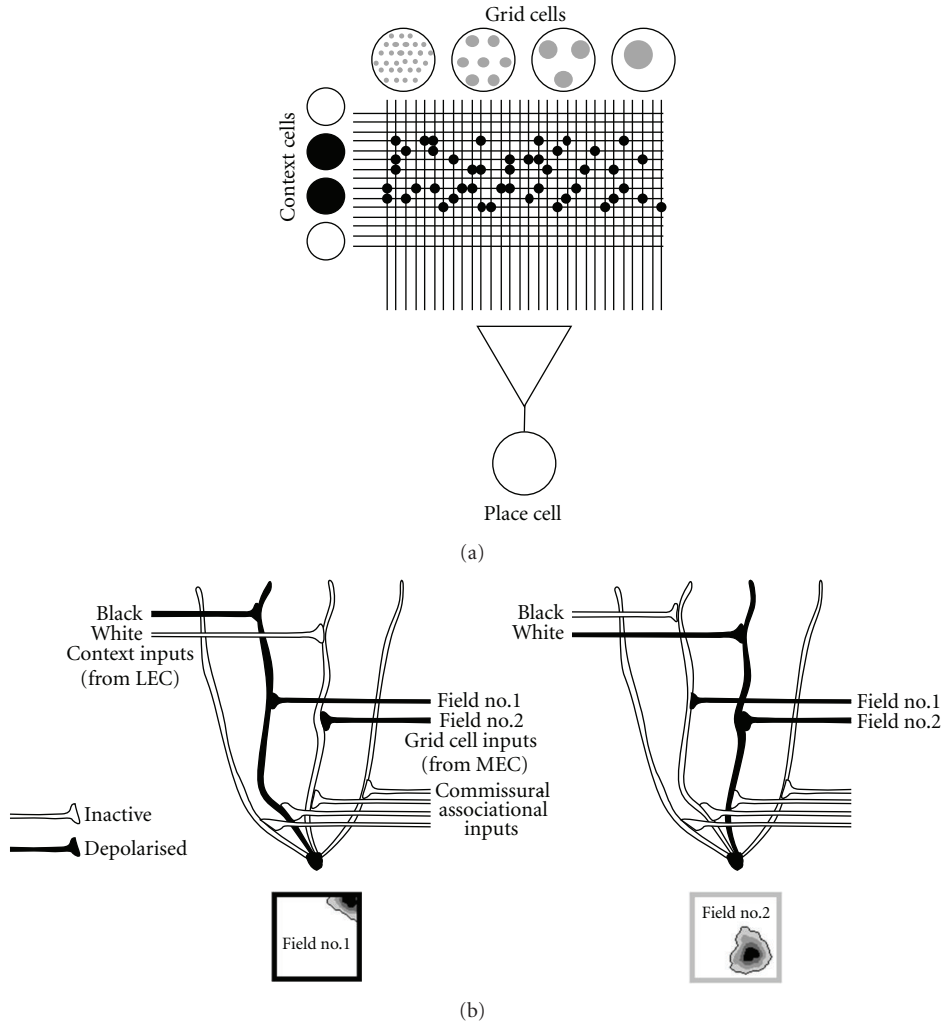 Grid cells
Context cells
Place cell
(a)
Black
White
Context inputs
(from LEC)
Field no.1
Field no.2
Grid cell inputs
(from MEC)
Commissural
associational
inputs
Inactive
Depolarised
Field no.1
Black
White
Field no.1
Field no.2
Field no.2
(b)